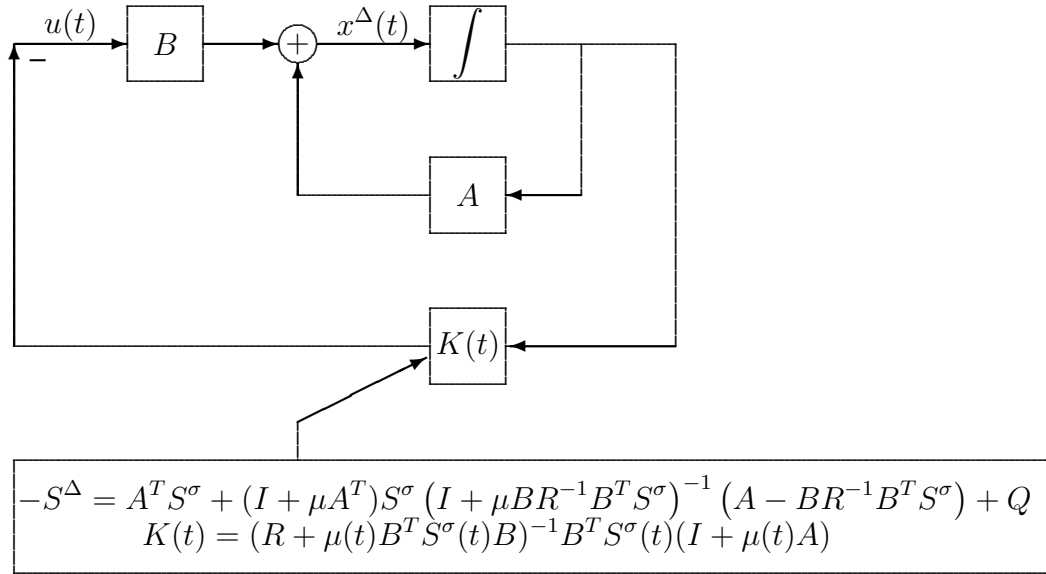 u(t) B + x^Δ(t) ∫
−
A
K(t)
−S^Δ = A^T S^σ + (I + μA^T)S^σ (I + μBR^{−1}B^T S^σ)^{−1} (A − BR^{−1}B^T S^σ) + Q
K(t) = (R + μ(t)B^T S^σ(t)B)^{−1}B^T S^σ(t)(I + μ(t)A)